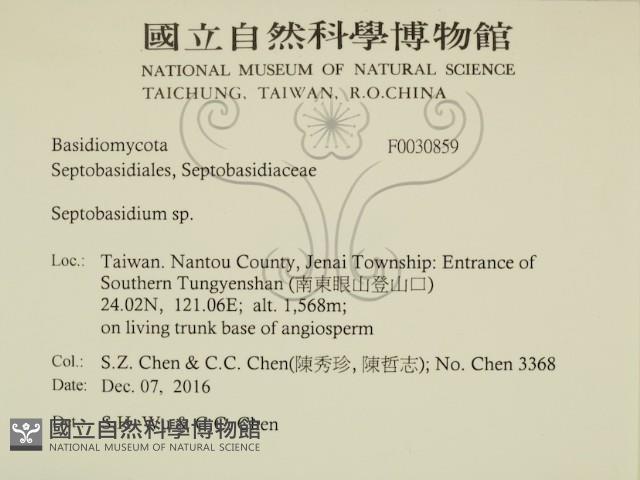 國立自然科學博物館
NATIONAL MUSEUM OF NATURAL SCIENCE
TAICHUNG, TAIWAN, R.O.CHINA
Basidiomycota F0030859
Septobasidiales, Septobasidiaceae
Septobasidium sp.
Loc.: Taiwan. Nantou County, Jenai Township: Entrance of
Southern Tungyenshan (南東眼山登山口)
24.02N, 121.06E; alt. 1,568m;
on living trunk base of angiosperm
Col.: S.Z. Chen & C.C. Chen(陳秀珍, 陳哲志); No. Chen 3368
Date: Dec. 07, 2016
Chen
國立自然科學博物館
NATIONAL MUSEUM OF NATURAL SCIENCE